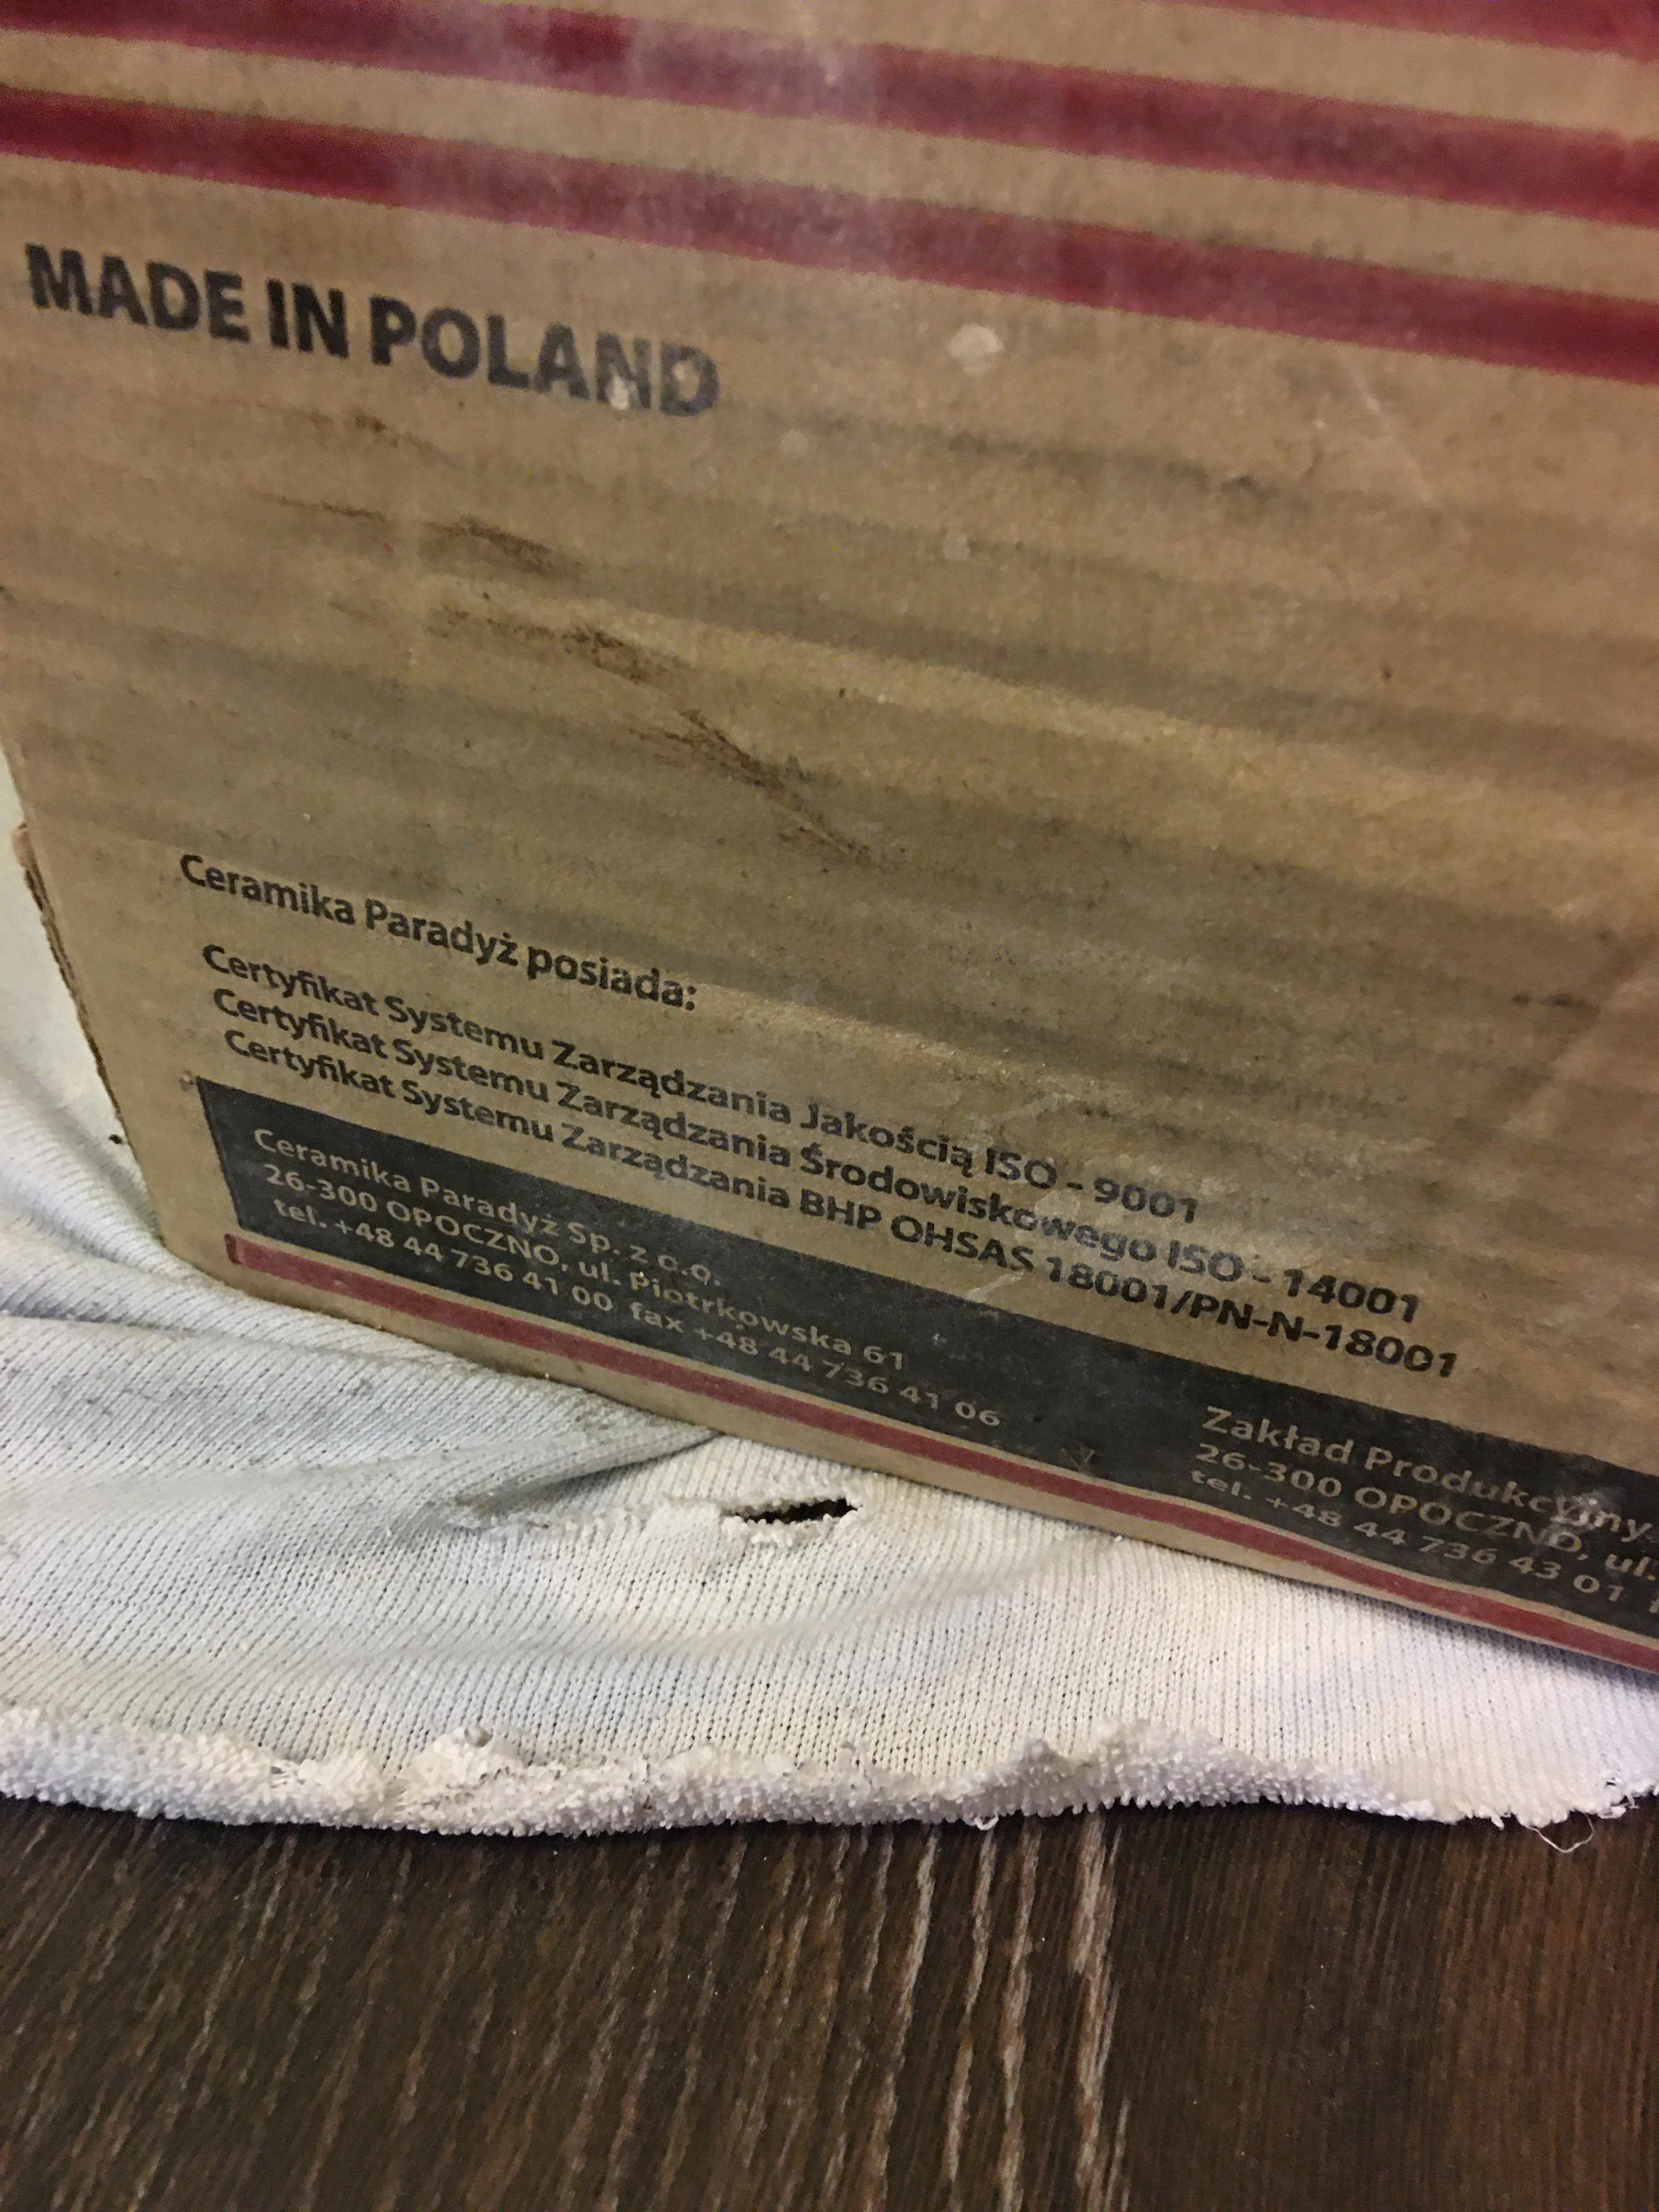 MADE IN POLAND
Ceramika Paradyż posiada:
Certyfikat Systemu Zarządzania Jakością ISO - 9001
Certyfikat Systemu Zarządzania Środowiskowego ISO - 14001
Certyfikat Systemu Zarządzania BHP OHSAS 18001/PN-N-18001
Ceramika Paradyż Sp. z o.o.
26-300 OPOCZNO, ul. Piotrkowska 61
tel. +48 44 736 41 00 fax +48 44 736 41 06
Zakład Produkcyjny
26-300 OPOCZNO, ul.
tel. +48 44 736 43 01